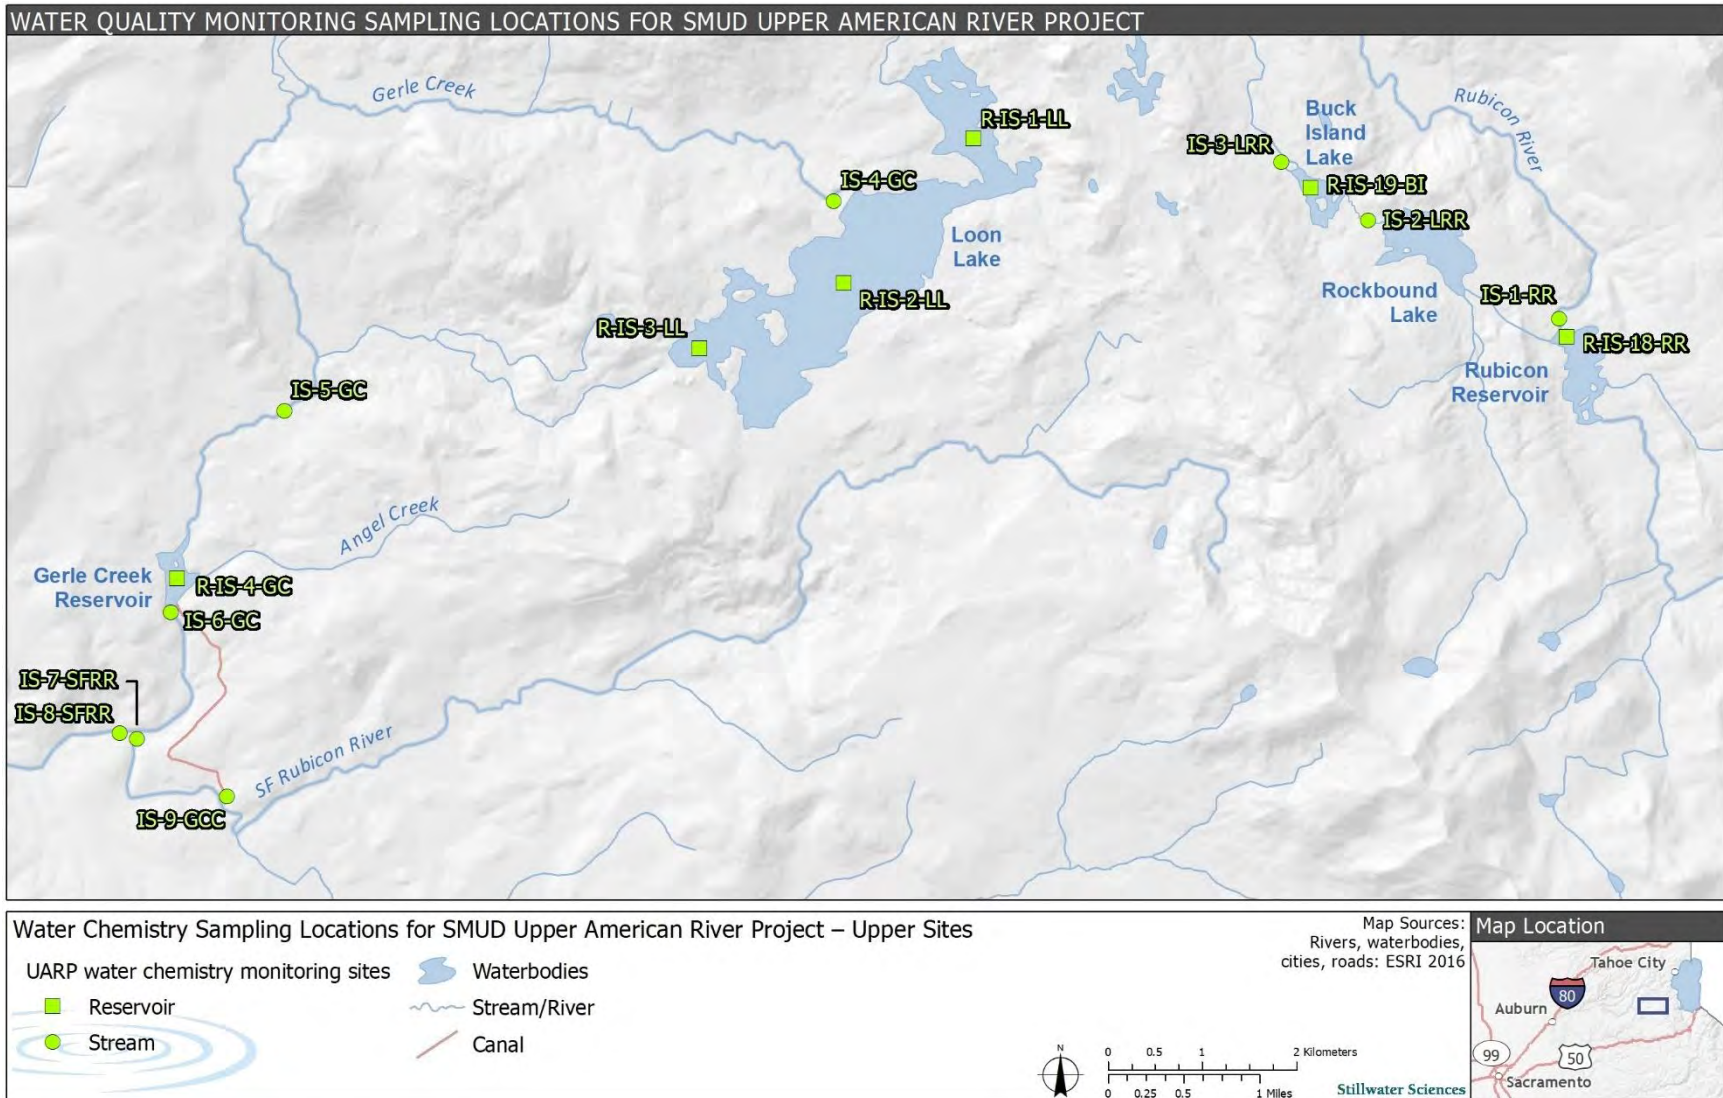 WATER QUALITY MONITORING SAMPLING LOCATIONS FOR SMUD UPPER AMERICAN RIVER PROJECT
Gerle Creek
R-IS-1-LL
Buck
Island
Lake
Rubicon River
IS-3-LRR
IS-4-GC
R-IS-19-BI
IS-2-LRR
Loon
Lake
R-IS-2-LL
Rockbound
Lake
IS-1-RR
R-IS-3-LL
R-IS-18-RR
Rubicon
Reservoir
IS-5-GC
Angel Creek
Gerle Creek
Reservoir
R-IS-4-GC
IS-6-GC
IS-7-SFRR
IS-8-SFRR
SF Rubicon River
IS-9-GCC
Water Chemistry Sampling Locations for SMUD Upper American River Project – Upper Sites
UARP water chemistry monitoring sites
Reservoir
Stream
Waterbodies
Stream/River
Canal
Map Sources:
Rivers, waterbodies,
cities, roads: ESRI 2016
N
0 0.5 1 2 Kilometers
0 0.25 0.5 1 Miles
Stillwater Sciences
Map Location
Tahoe City
80
Auburn
99
50
Sacramento